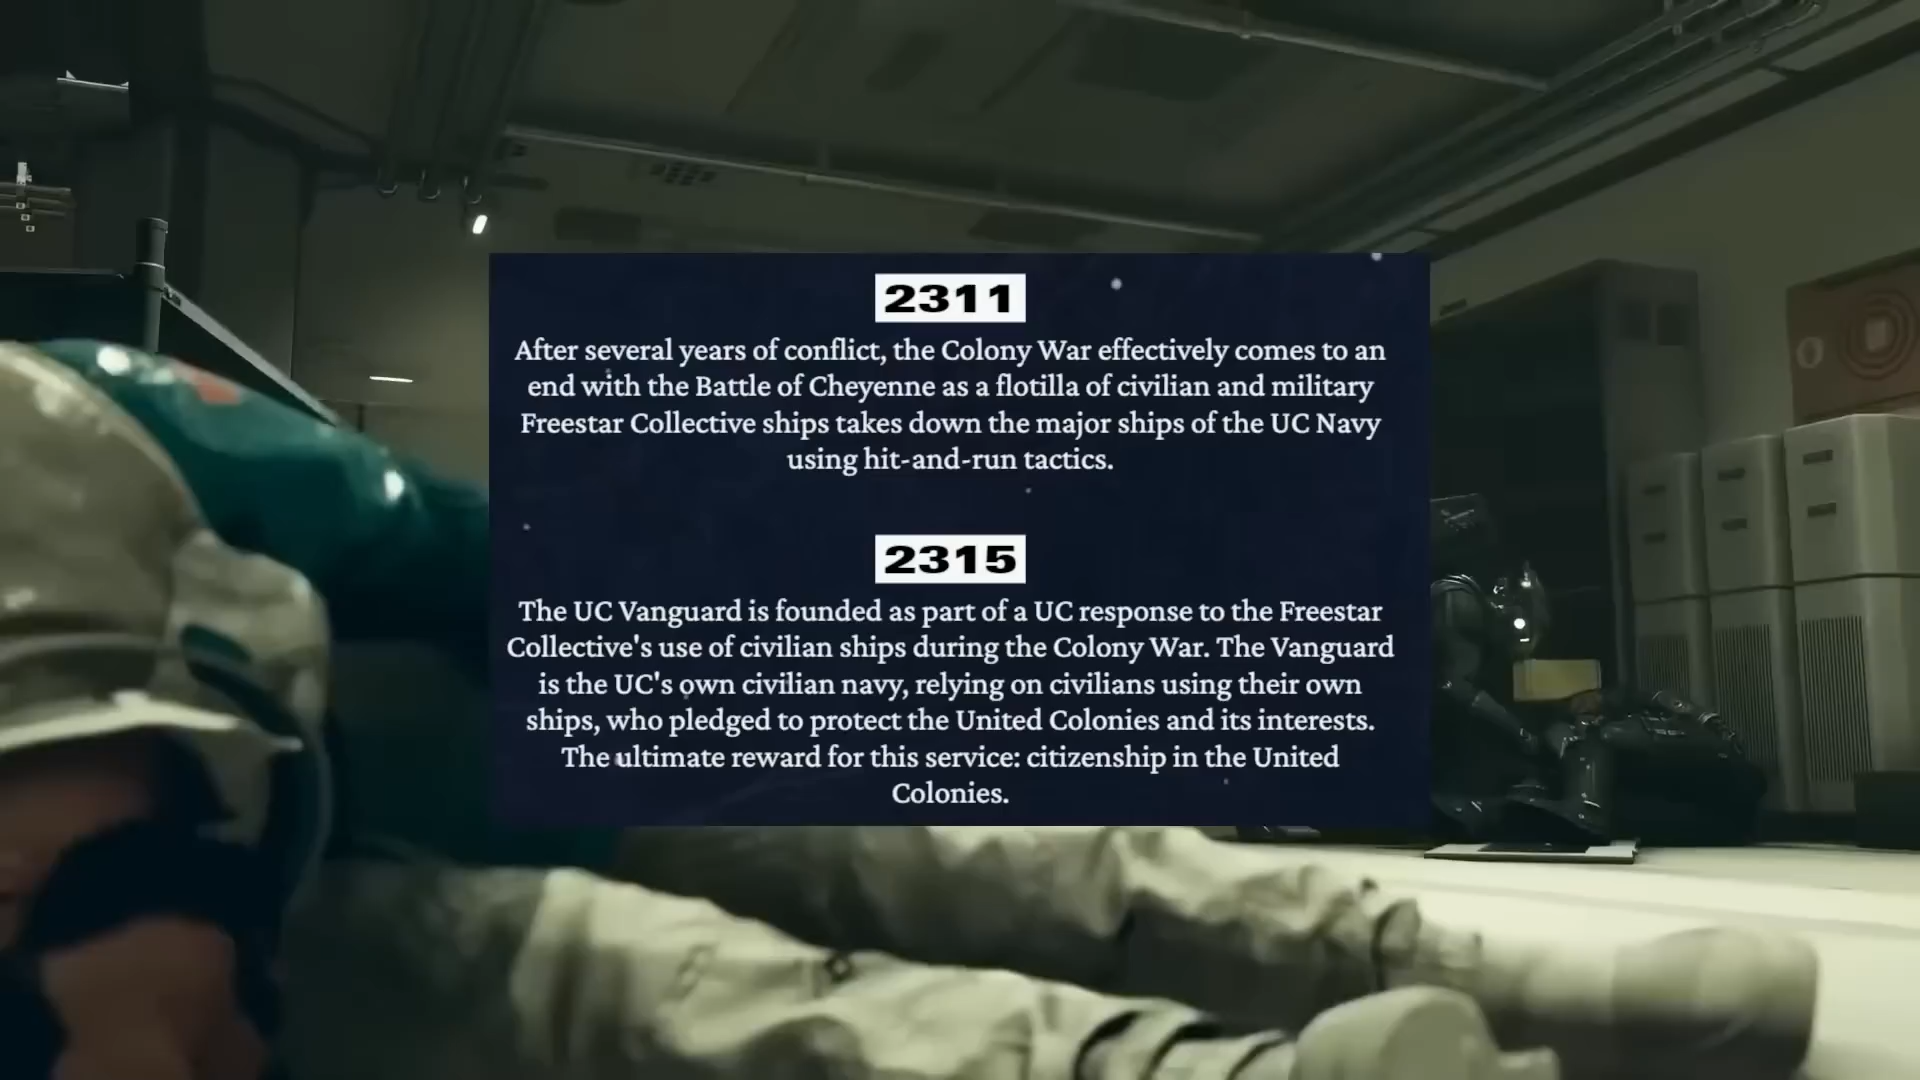 2311
After several years of conflict, the Colony War effectively comes to an
end with the Battle of Cheyenne as a flotilla of civilian and military
Freestar Collective ships takes down the major ships of the UC Navy
using hit-and-run tactics.
2315
The UC Vanguard is founded as part of a UC response to the Freestar
Collective's use of civilian ships during the Colony War. The Vanguard
is the UC's own civilian navy, relying on civilians using their own
ships, who pledged to protect the United Colonies and its interests.
The ultimate reward for this service: citizenship in the United
Colonies.